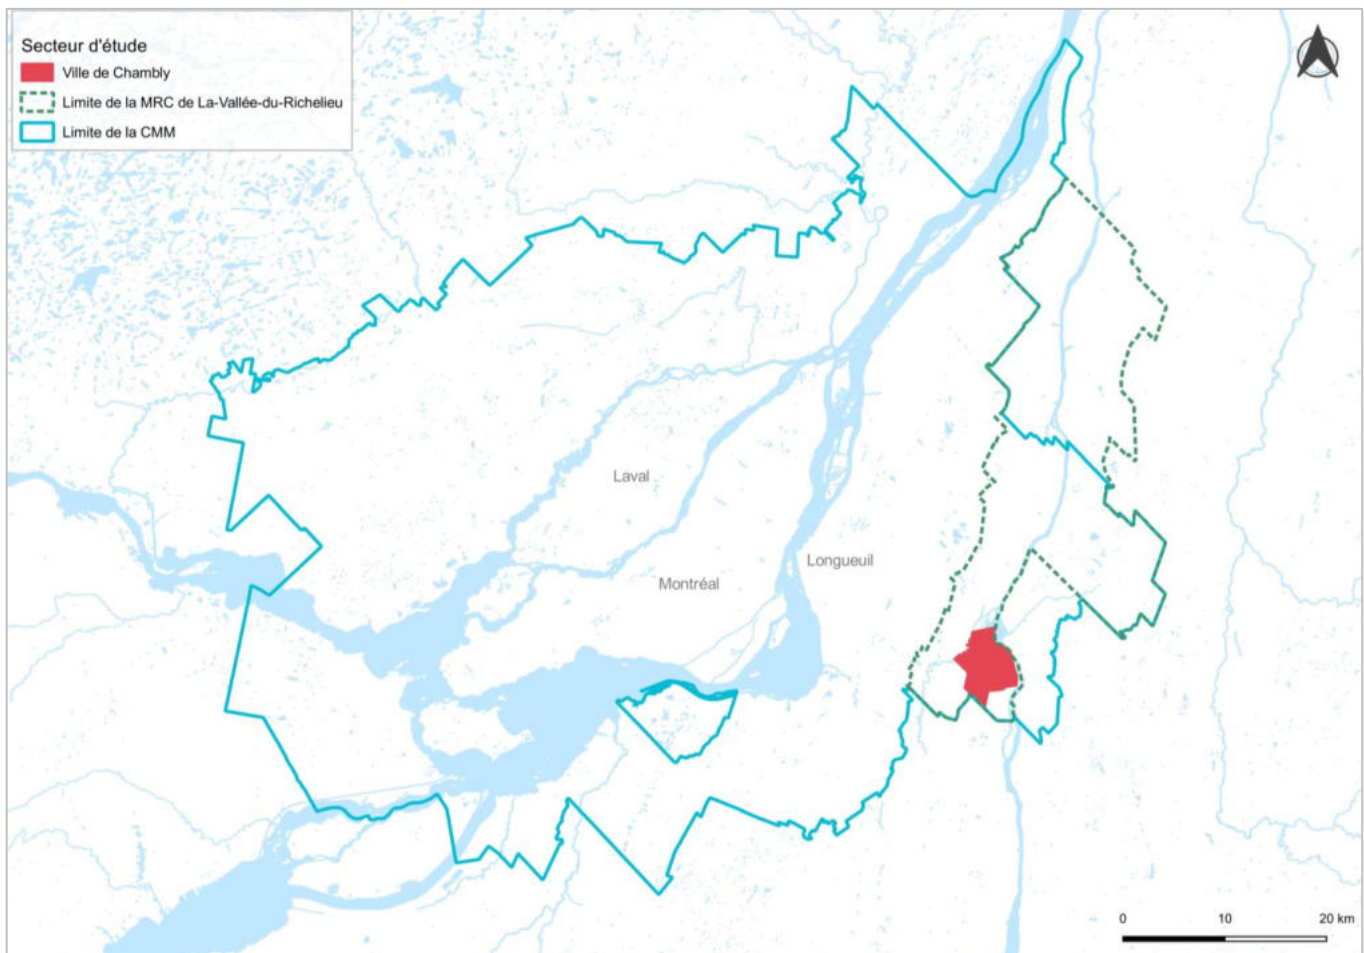 Secteur d'étude
Ville de Chambly
Limite de la MRC de La-Vallée-du-Richelieu
Limite de la CMM
Laval
Longueuil
Montréal
0 10 20 km